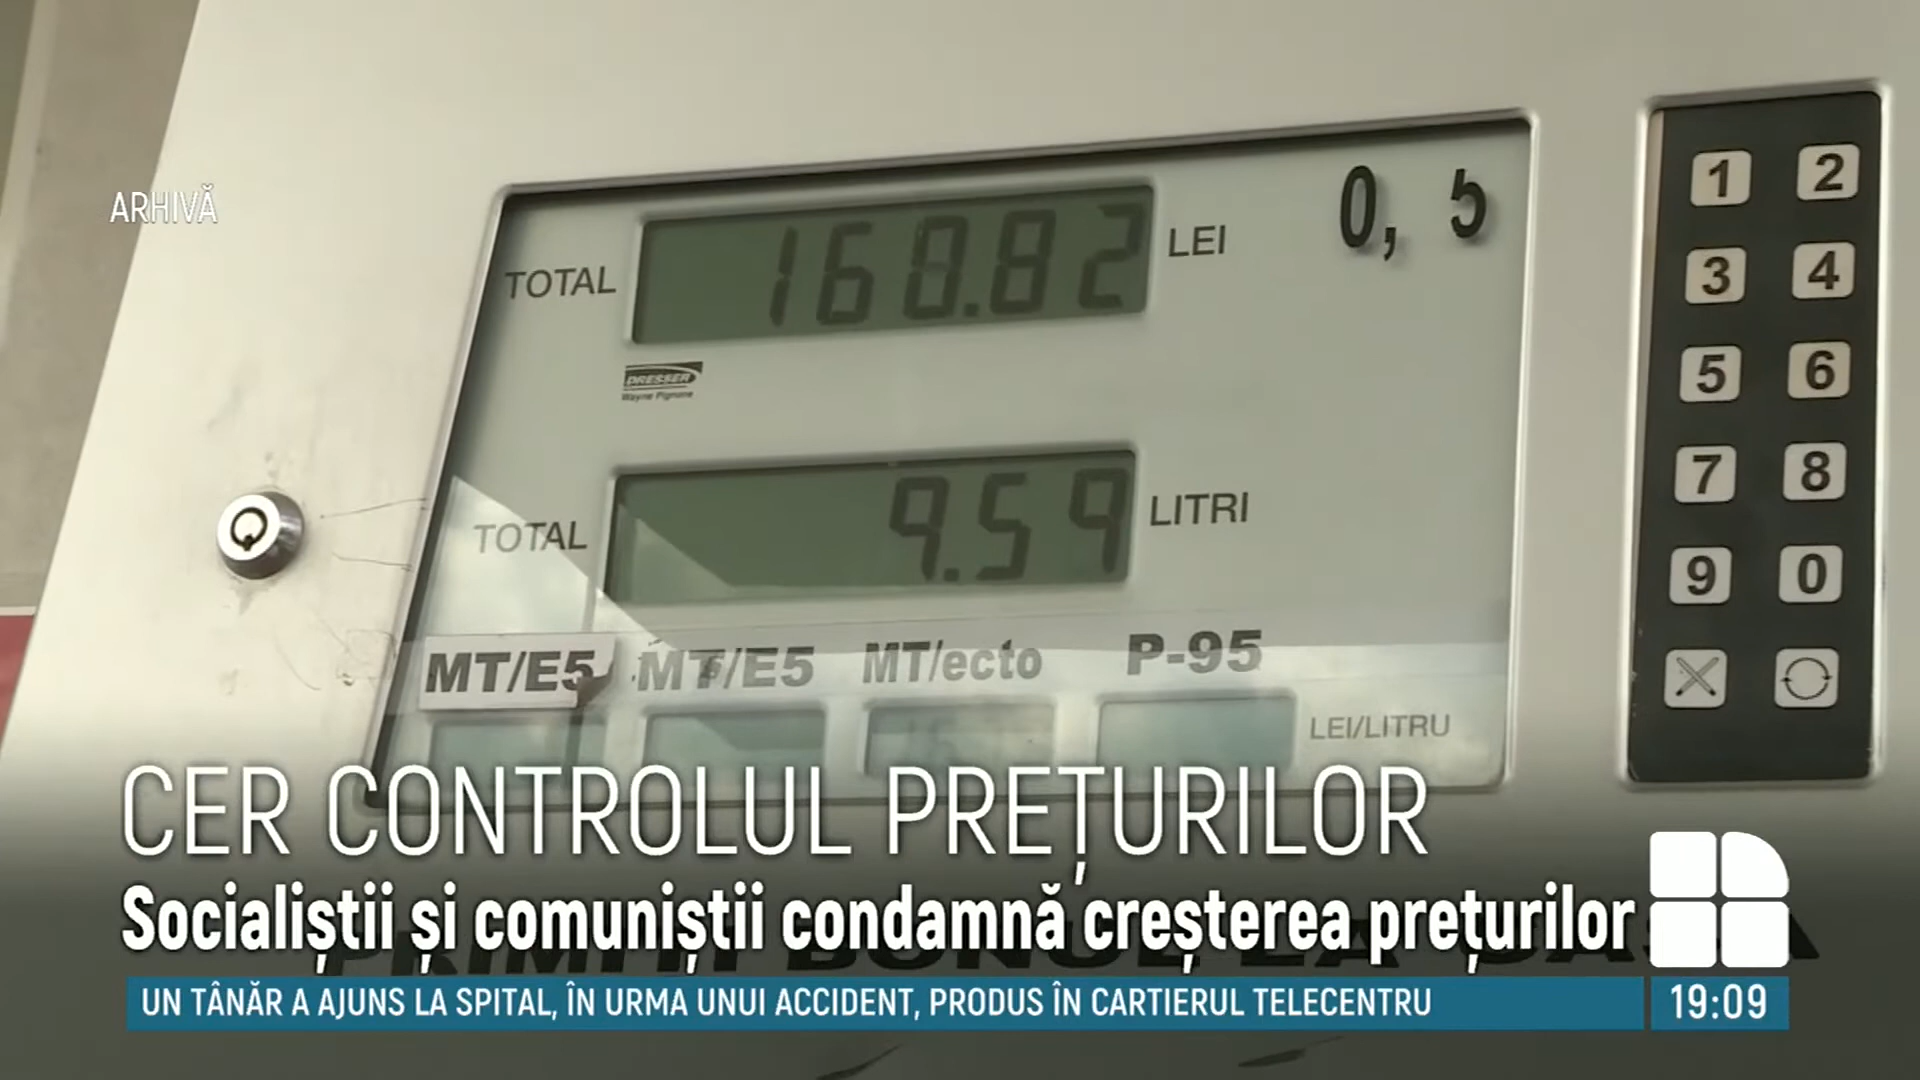 ARHIVĂ
TOTAL 160.82 LEI
0, 5
DRESSER
Wayne Pignone
TOTAL 9.59 LITRI
MT/E5 MT/E5 MT/ecto P-95
LEI/LITRU
1 2
3 4
5 6
7 8
9 0
CER CONTROLUL PREȚURILOR
Socialiștii și comuniștii condamnă creșterea prețurilor
UN TÂNĂR A AJUNS LA SPITAL, ÎN URMA UNUI ACCIDENT, PRODUS ÎN CARTIERUL TELECENTRU
19:09